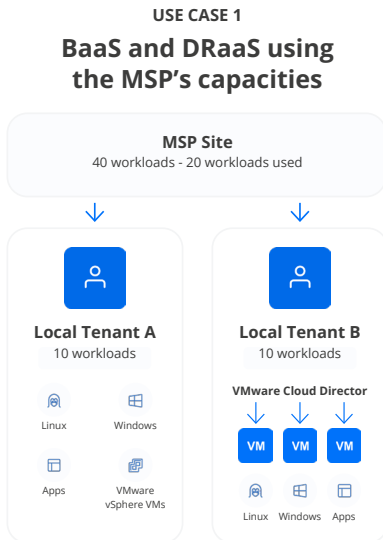 USE CASE 1
BaaS and DRaaS using
the MSP's capacities
MSP Site
40 workloads - 20 workloads used
Local Tenant A
10 workloads
Linux
Windows
Apps
VMware
vSphere VMs
Local Tenant B
10 workloads
VMware Cloud Director
VM VM VM
Linux Windows Apps